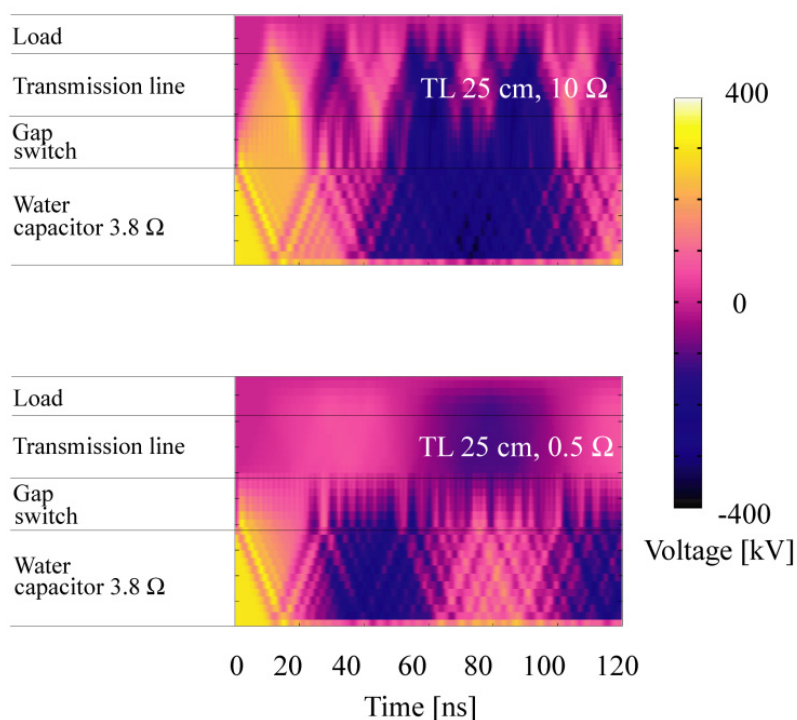 Load
Transmission line
TL 25 cm, 10 Ω
Gap
switch
Water
capacitor 3.8 Ω
400
0
-400
Voltage [kV]
Load
Transmission line
TL 25 cm, 0.5 Ω
Gap
switch
Water
capacitor 3.8 Ω
0 20 40 60 80 100 120
Time [ns]